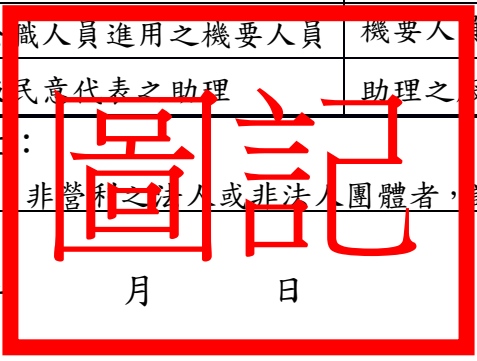 職人員進用之機要人員 機要人員
民意代表之助理 助理之
：
非營利之法人或非法人團體者，
圖記
月 日